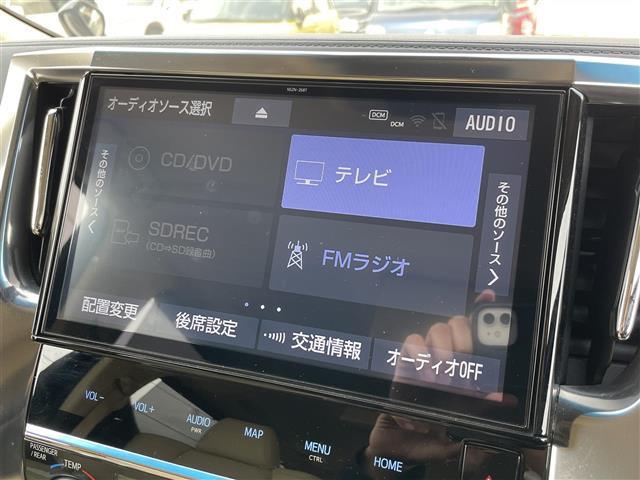 NSZN-Z68T
オーディオソース選択
DCM
DCM
AUDIO
その他のソース
CD/DVD
テレビ
その他のソース
SDREC
(CD⇒SD録音曲)
FMラジオ
配置変更
後席設定
交通情報
オーディオOFF
VOL-
VOL+
AUDIO
PWR
MAP
MENU
CTRL
HOME
PASSENGER
/REAR
TEMP